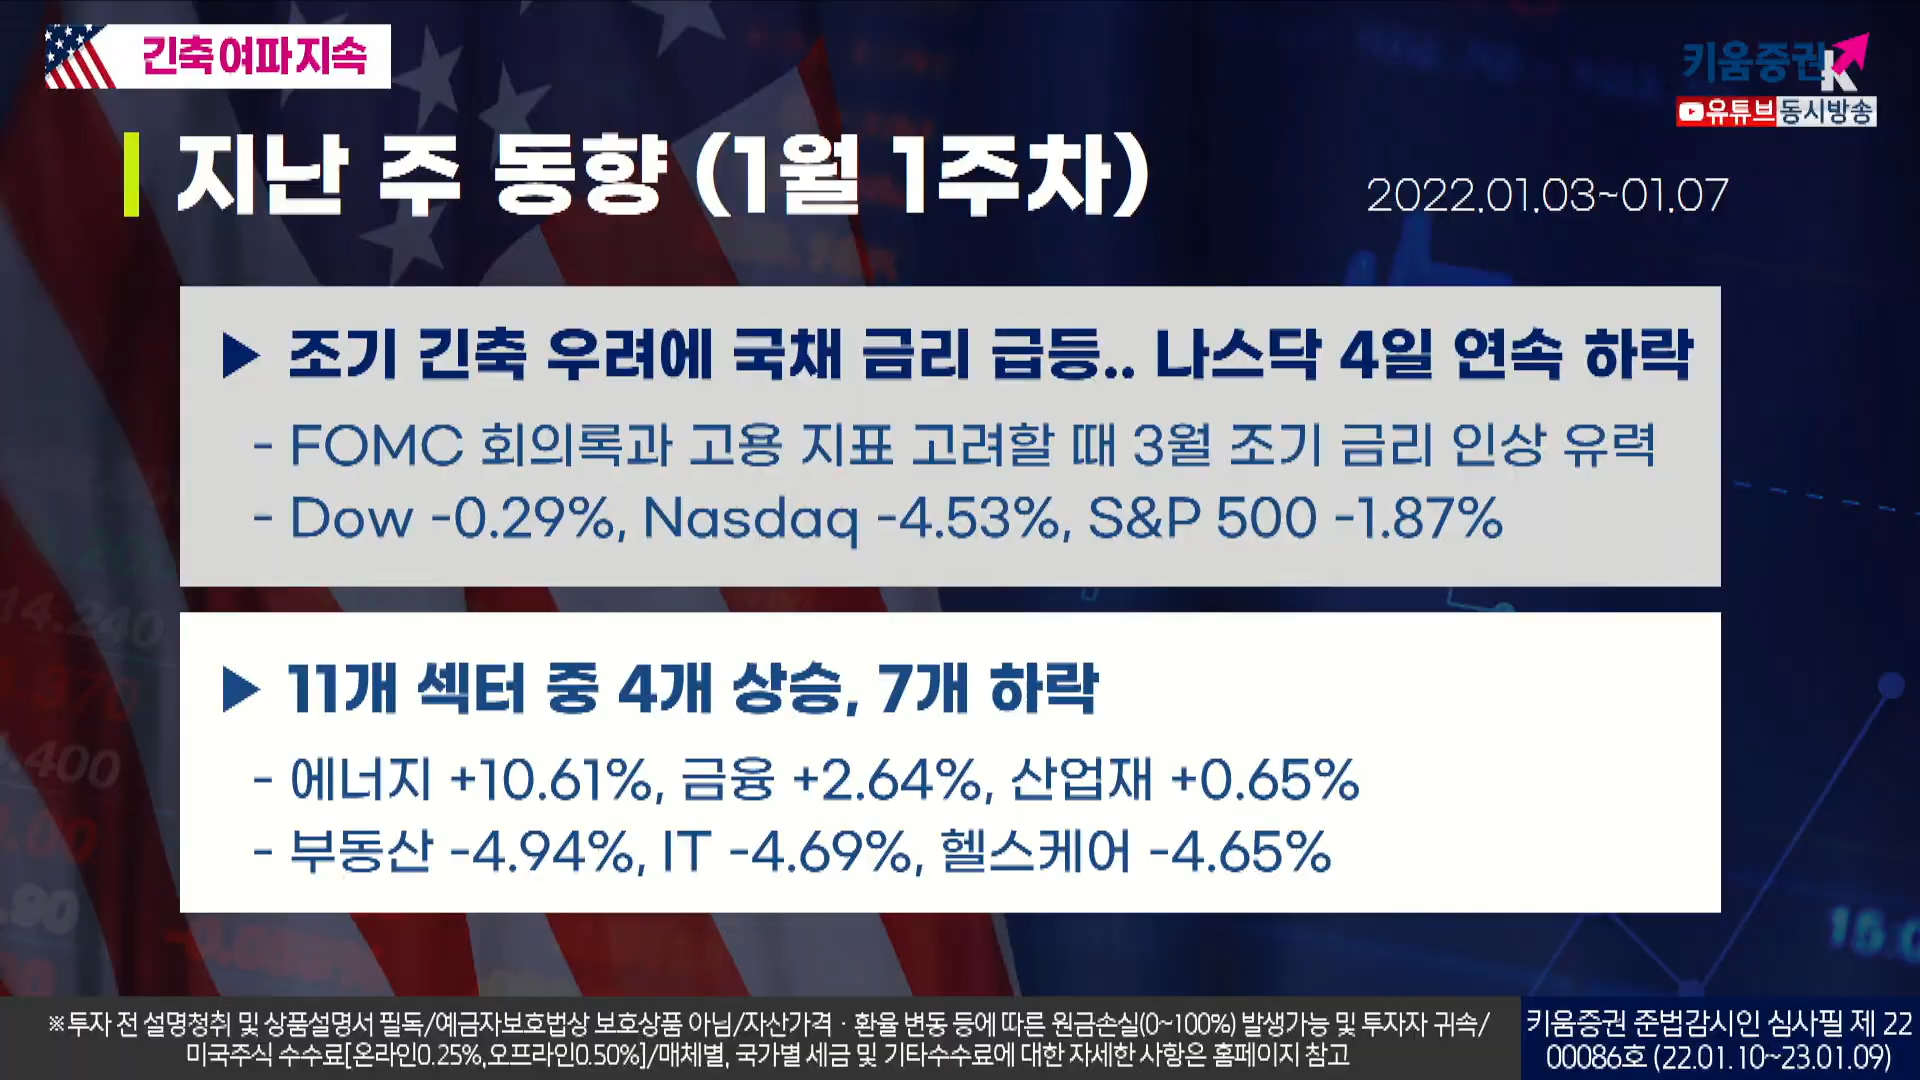 긴축 여파 지속
키움증권
유튜브 동시방송
지난 주 동향 (1월 1주차)
2022.01.03~01.07
▶ 조기 긴축 우려에 국채 금리 급등.. 나스닥 4일 연속 하락
- FOMC 회의록과 고용 지표 고려할 때 3월 조기 금리 인상 유력
- Dow -0.29%, Nasdaq -4.53%, S&P 500 -1.87%
▶ 11개 섹터 중 4개 상승, 7개 하락
- 에너지 +10.61%, 금융 +2.64%, 산업재 +0.65%
- 부동산 -4.94%, IT -4.69%, 헬스케어 -4.65%
14.240
.400
.90
※투자 전 설명청취 및 상품설명서 필독/예금자보호법상 보호상품 아님/자산가격 · 환율 변동 등에 따른 원금손실(0~100%) 발생가능 및 투자자 귀속/
미국주식 수수료[온라인0.25%,오프라인0.50%]/매체별, 국가별 세금 및 기타수수료에 대한 자세한 사항은 홈페이지 참고
키움증권 준법감시인 심사필 제 22
00086호 (22.01.10~23.01.09)